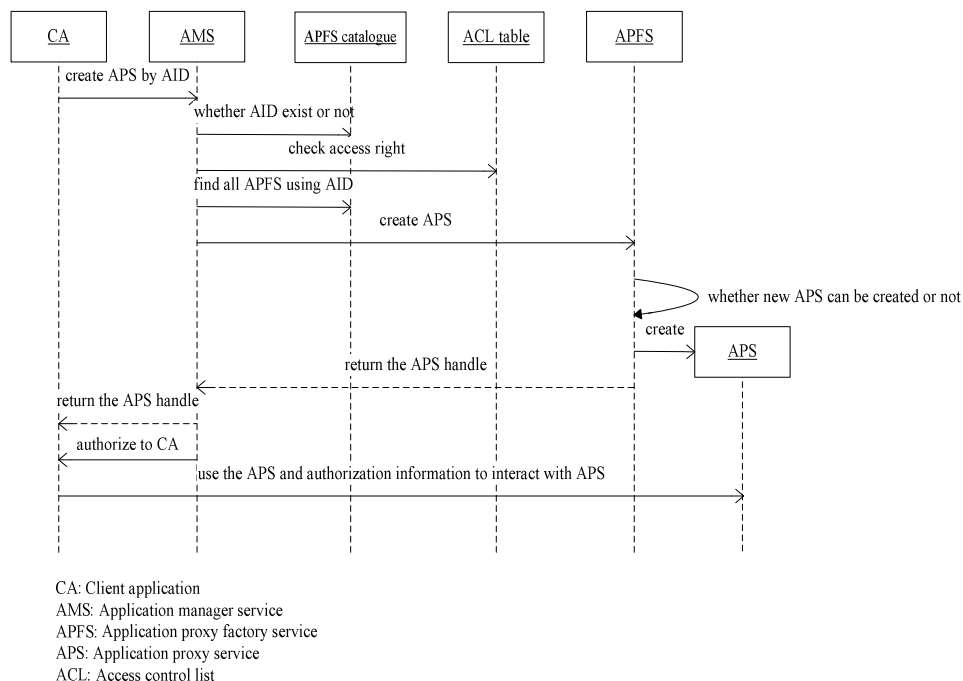 CA
AMS
APFS catalogue
ACL table
APFS
create APS by AID
whether AID exist or not
check access right
find all APFS using AID
create APS
whether new APS can be created or not
create
APS
return the APS handle
return the APS handle
authorize to CA
use the APS and authorization information to interact with APS
CA: Client application
AMS: Application manager service
APFS: Application proxy factory service
APS: Application proxy service
ACL: Access control list